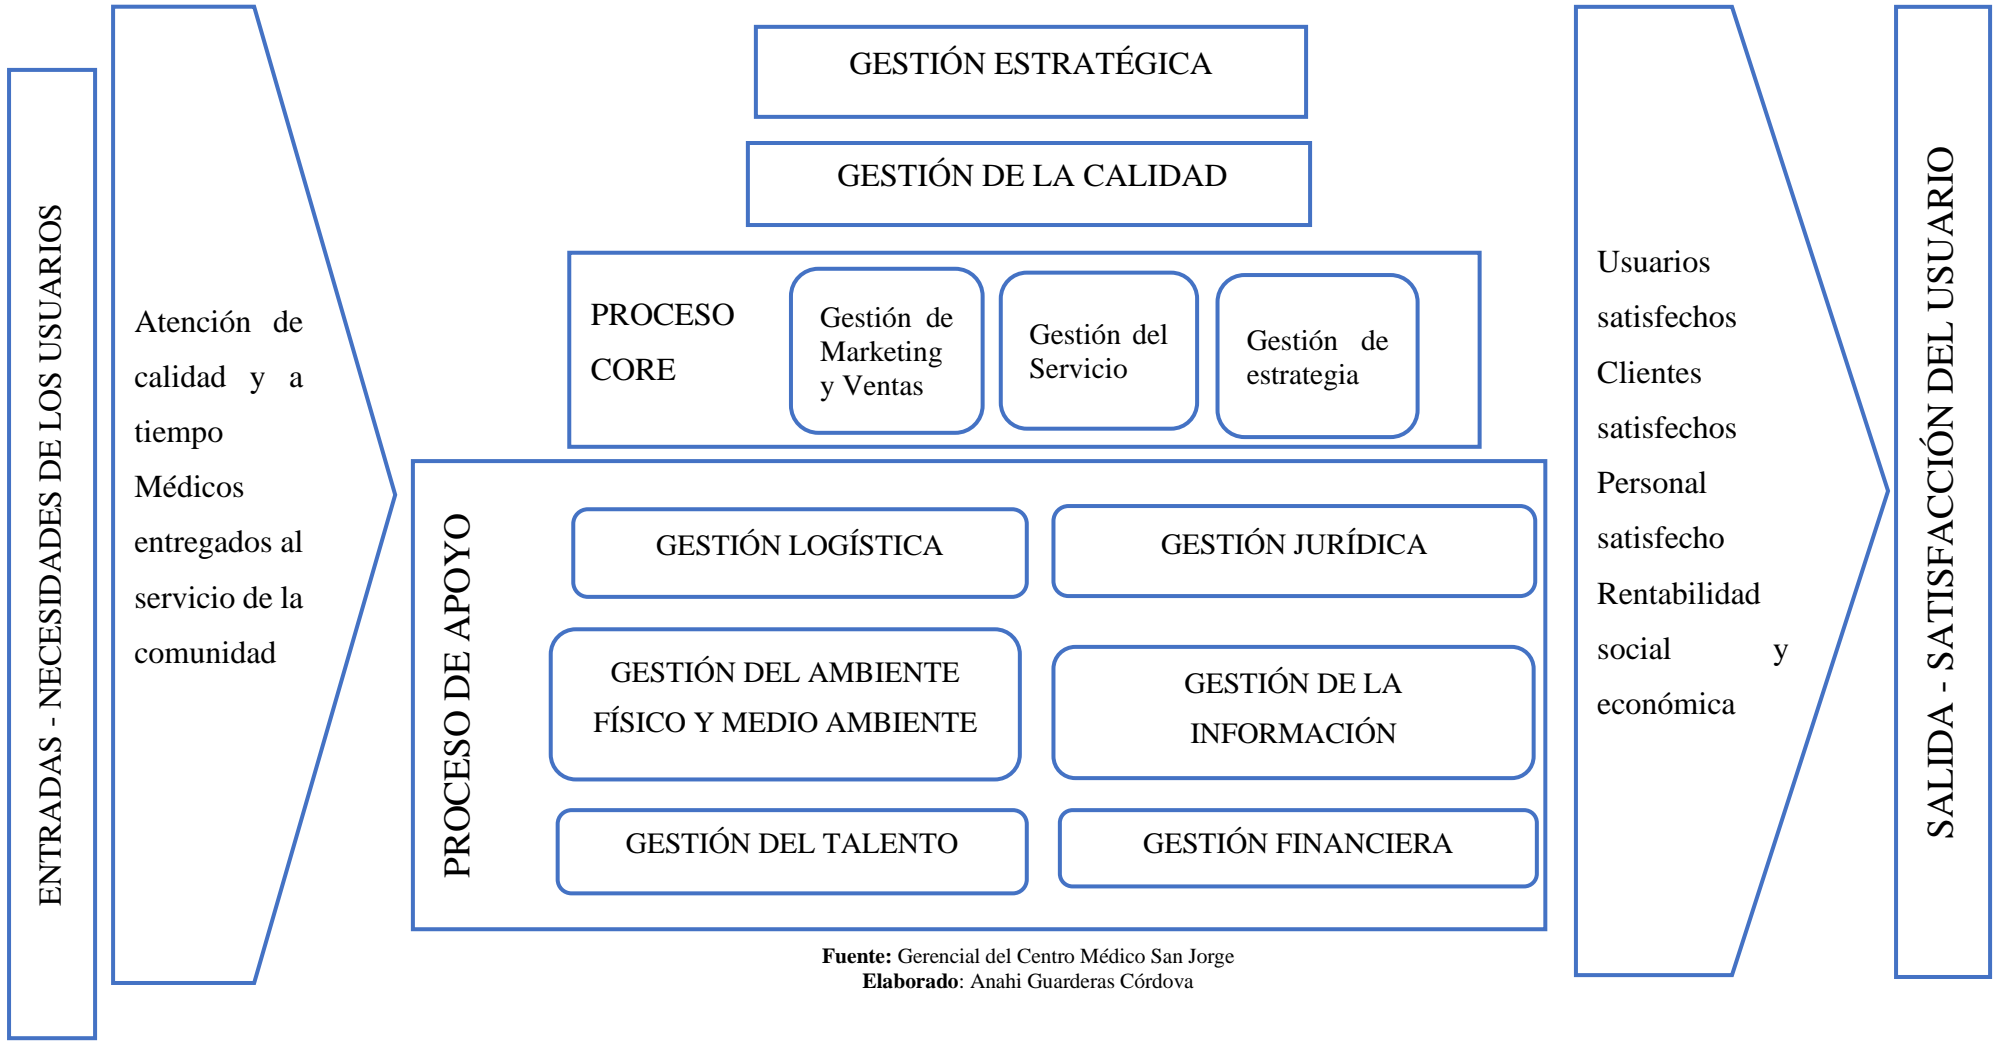 ENTRADAS - NECESIDADES DE LOS USUARIOS
Atención de
calidad y a
tiempo
Médicos
entregados al
servicio de la
comunidad
GESTIÓN ESTRATÉGICA
GESTIÓN DE LA CALIDAD
PROCESO
CORE
Gestión de
Marketing
y Ventas
Gestión del
Servicio
Gestión de
estrategia
PROCESO DE APOYO
GESTIÓN LOGÍSTICA
GESTIÓN JURÍDICA
GESTIÓN DEL AMBIENTE
FÍSICO Y MEDIO AMBIENTE
GESTIÓN DE LA
INFORMACIÓN
GESTIÓN DEL TALENTO
GESTIÓN FINANCIERA
Usuarios
satisfechos
Clientes
satisfechos
Personal
satisfecho
Rentabilidad
social y
económica
SALIDA - SATISFACCIÓN DEL USUARIO
Fuente: Gerencial del Centro Médico San Jorge
Elaborado: Anahi Guarderas Córdova